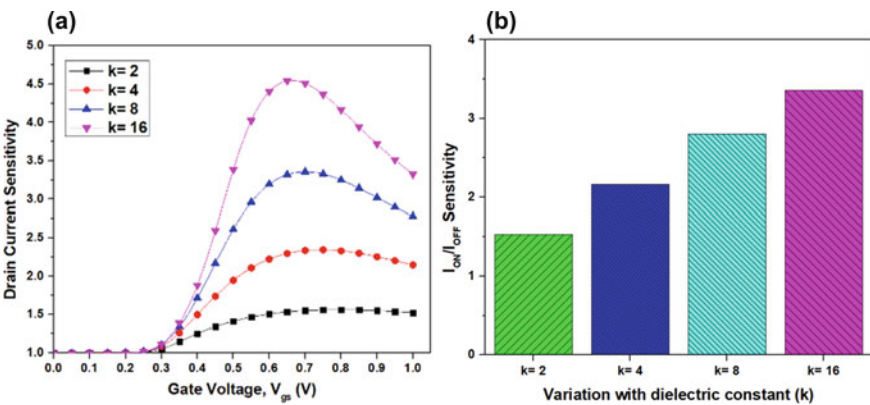 (a)
5.0
4.5
4.0
3.5
3.0
2.5
2.0
1.5
1.0
Drain Current Sensitivity
k= 2
k= 4
k= 8
k= 16
0.0 0.1 0.2 0.3 0.4 0.5 0.6 0.7 0.8 0.9 1.0
Gate Voltage, Vgs (V)
(b)
4
3
2
1
0
ION/IOFF Sensitivity
k= 2 k= 4 k= 8 k= 16
Variation with dielectric constant (k)